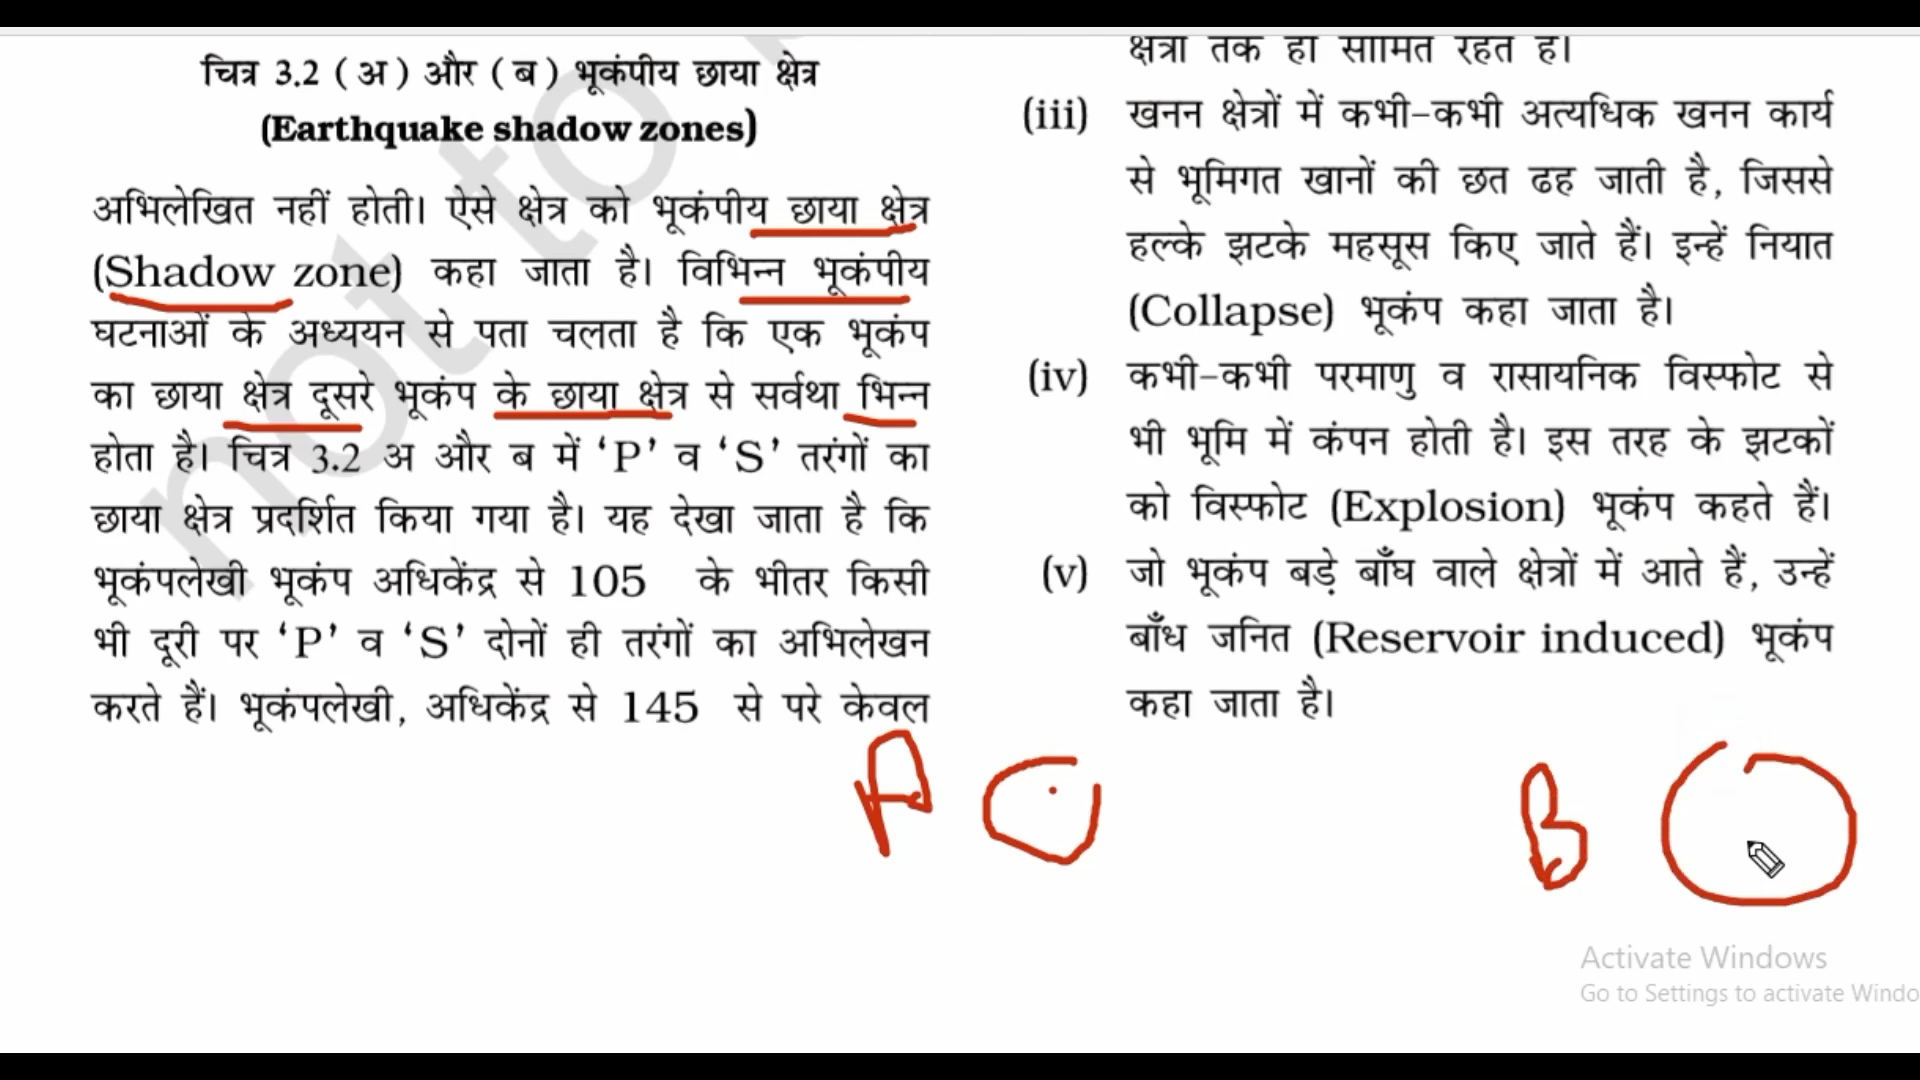 चित्र 3.2 ( अ ) और ( ब ) भूकंपीय छाया क्षेत्र
(Earthquake shadow zones)
अभिलेखित नहीं होती। ऐसे क्षेत्र को भूकंपीय छाया क्षेत्र
(Shadow zone) कहा जाता है। विभिन्न भूकंपीय
घटनाओं के अध्ययन से पता चलता है कि एक भूकंप
का छाया क्षेत्र दूसरे भूकंप के छाया क्षेत्र से सर्वथा भिन्न
होता है। चित्र 3.2 अ और ब में ‘P’ व ‘S’ तरंगों का
छाया क्षेत्र प्रदर्शित किया गया है। यह देखा जाता है कि
भूकंपलेखी भूकंप अधिकेंद्र से 105 के भीतर किसी
भी दूरी पर ‘P’ व ‘S’ दोनों ही तरंगों का अभिलेखन
करते हैं। भूकंपलेखी, अधिकेंद्र से 145 से परे केवल
क्षेत्रों तक ही सीमित रहते हैं।
(iii) खनन क्षेत्रों में कभी-कभी अत्यधिक खनन कार्य
से भूमिगत खानों की छत ढह जाती है, जिससे
हल्के झटके महसूस किए जाते हैं। इन्हें नियात
(Collapse) भूकंप कहा जाता है।
(iv) कभी-कभी परमाणु व रासायनिक विस्फोट से
भी भूमि में कंपन होती है। इस तरह के झटकों
को विस्फोट (Explosion) भूकंप कहते हैं।
(v) जो भूकंप बड़े बाँघ वाले क्षेत्रों में आते हैं, उन्हें
बाँध जनित (Reservoir induced) भूकंप
कहा जाता है।
A
B
not to
Activate Windows
Go to Settings to activate Windo